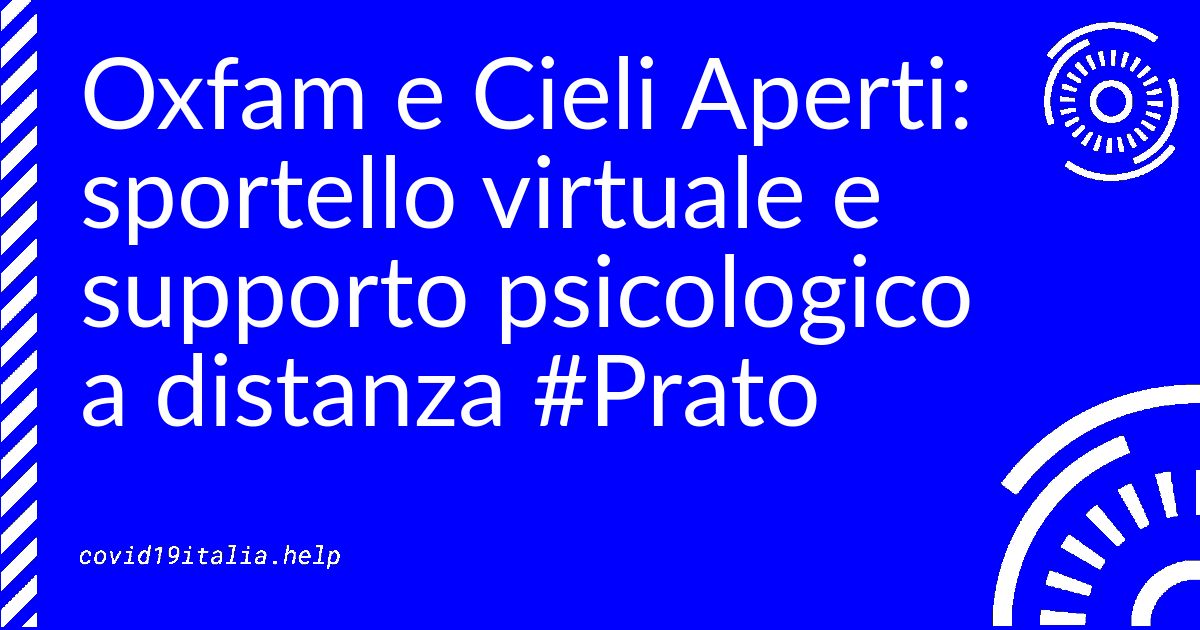 Oxfam e Cieli Aperti:
sportello virtuale e
supporto psicologico
a distanza #Prato
covid19italia.help